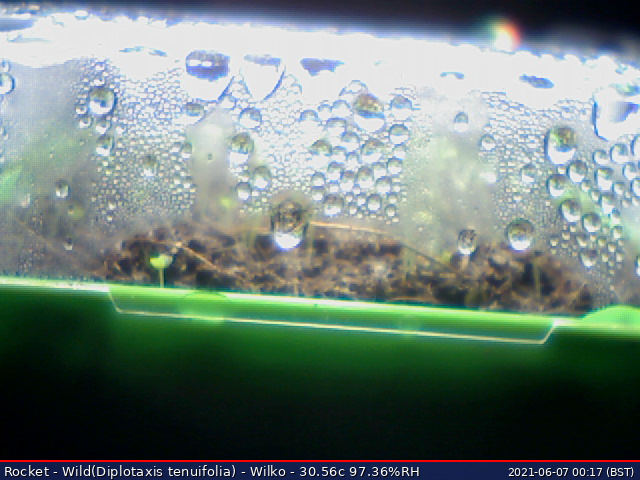 Rocket - Wild(Diplotaxis tenuifolia) - Wilko - 30.56c 97.36%RH 2021-06-07 00:17 (BST)